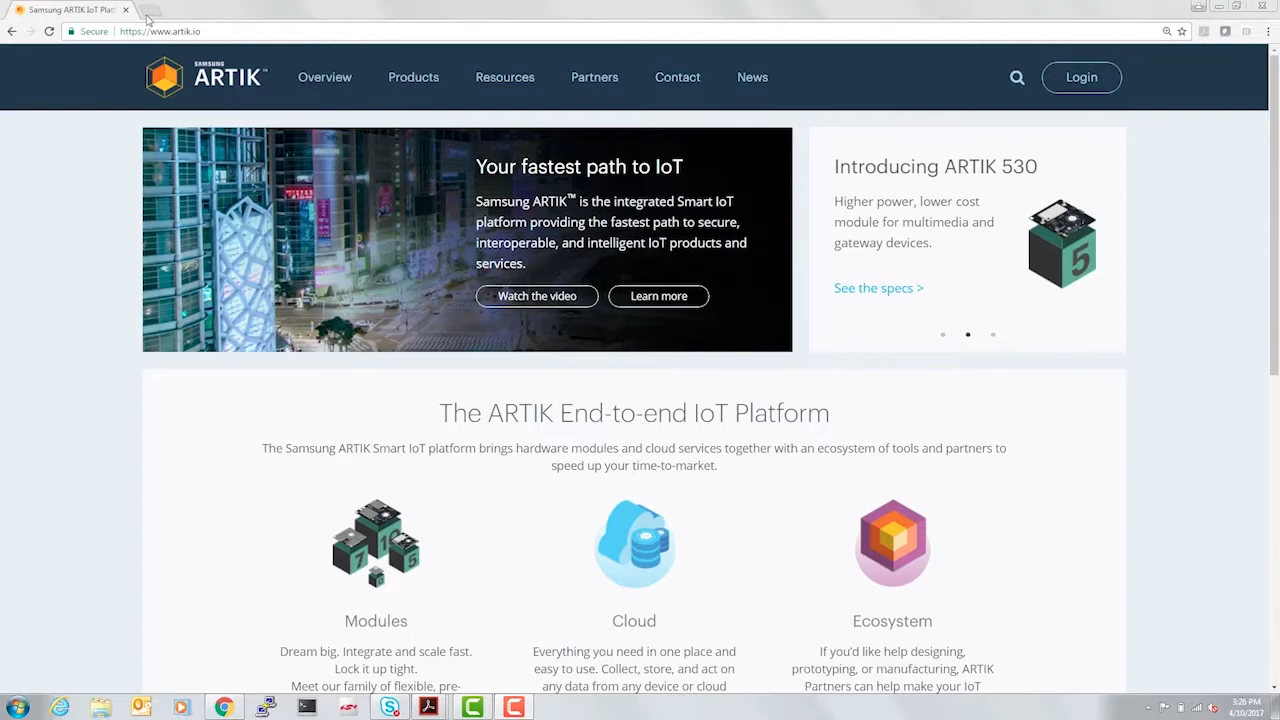 Samsung ARTIK IoT Plat
Secure
https://www.artik.io
SAMSUNG
ARTIK™
Overview
Products
Resources
Partners
Contact
News
Login
Your fastest path to IoT
Samsung ARTIK™ is the integrated Smart IoT
platform providing the fastest path to secure,
interoperable, and intelligent IoT products and
services.
Watch the video
Learn more
Introducing ARTIK 530
Higher power, lower cost
module for multimedia and
gateway devices.
See the specs >
5
The ARTIK End-to-end IoT Platform
The Samsung ARTIK Smart IoT platform brings hardware modules and cloud services together with an ecosystem of tools and partners to
speed up your time-to-market.
7
10
5
Modules
Dream big. Integrate and scale fast.
Lock it up tight.
Meet our family of flexible, pre-
Cloud
Everything you need in one place and
easy to use. Collect, store, and act on
any data from any device or cloud
Ecosystem
If you'd like help designing,
prototyping, or manufacturing, ARTIK
Partners can help make your IoT
3:26 PM
4/10/2017